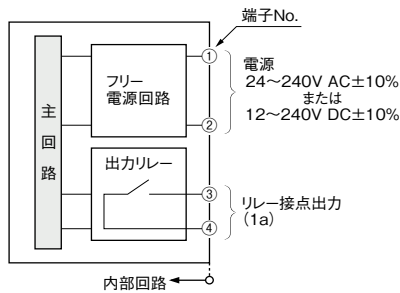 端子No.
①
フリー
電源回路
電源
24～240V AC±10%
または
12～240V DC±10%
②
主
回
路
出力リレー
③
リレー接点出力
(1a)
④
内部回路